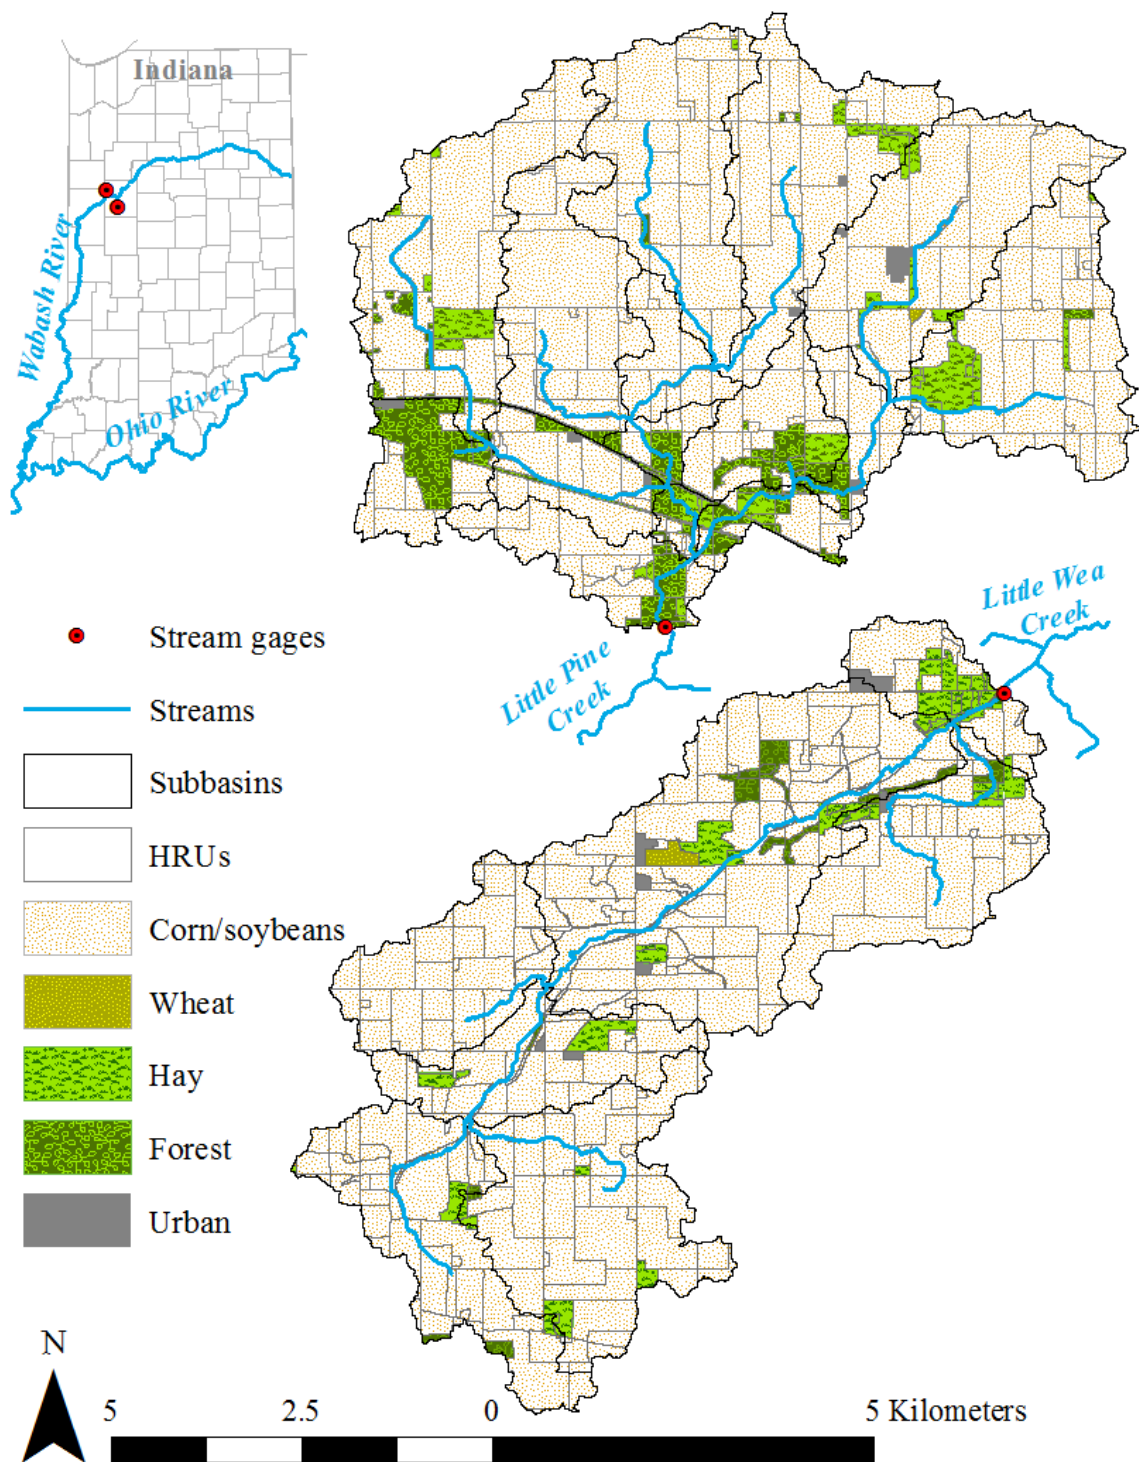 Indiana
Wabash River
Ohio River
Little Wea
Creek
Little Pine
Creek
Stream gages
Streams
Subbasins
HRUs
Corn/soybeans
Wheat
Hay
Forest
Urban
N
5 2.5 0 5 Kilometers